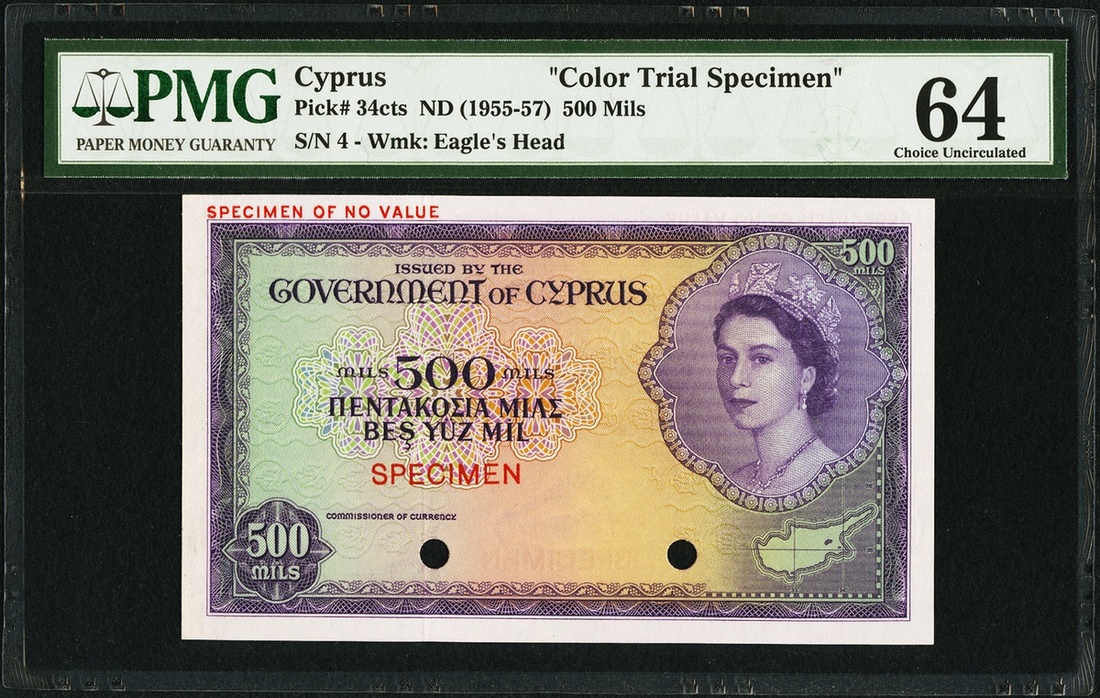 PMG
PAPER MONEY GUARANTY
Cyprus "Color Trial Specimen"
Pick# 34cts ND (1955-57) 500 Mils
S/N 4 - Wmk: Eagle's Head
64
Choice Uncirculated
SPECIMEN OF NO VALUE
500
MILS
ISSUED BY THE
GOVERNMENT OF CYPRUS
MILS 500 MILS
ΠΕΝΤΑΚΟΣΙΑ ΜΙΛΣ
BEŞ YÜZ MİL
SPECIMEN
COMMISSIONER OF CURRENCY
500
MILS